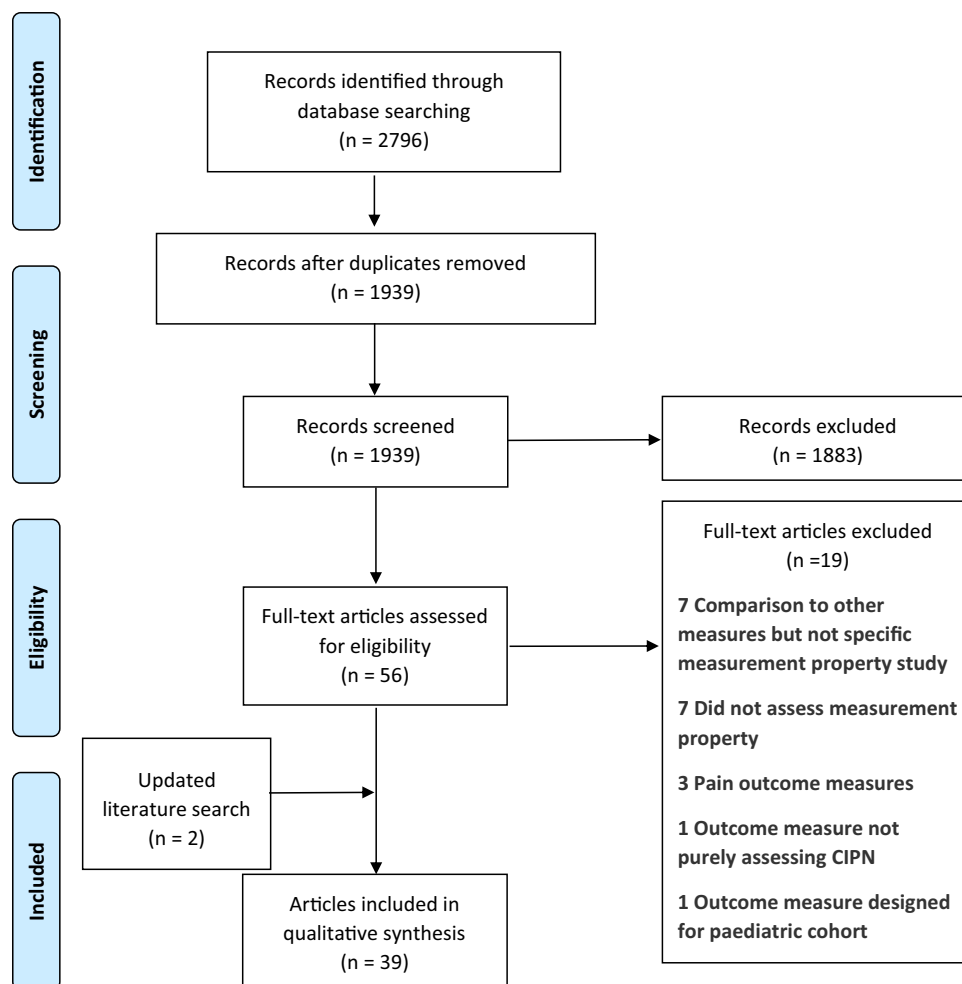 Identification
Records identified through
database searching
(n = 2796)
Records after duplicates removed
(n = 1939)
Screening
Records screened
(n = 1939)
Records excluded
(n = 1883)
Eligibility
Full-text articles assessed
for eligibility
(n = 56)
Full-text articles excluded
(n =19)
7 Comparison to other
measures but not specific
measurement property study
7 Did not assess measurement
property
3 Pain outcome measures
1 Outcome measure not
purely assessing CIPN
1 Outcome measure designed
for paediatric cohort
Updated
literature search
(n = 2)
Included
Articles included in
qualitative synthesis
(n = 39)